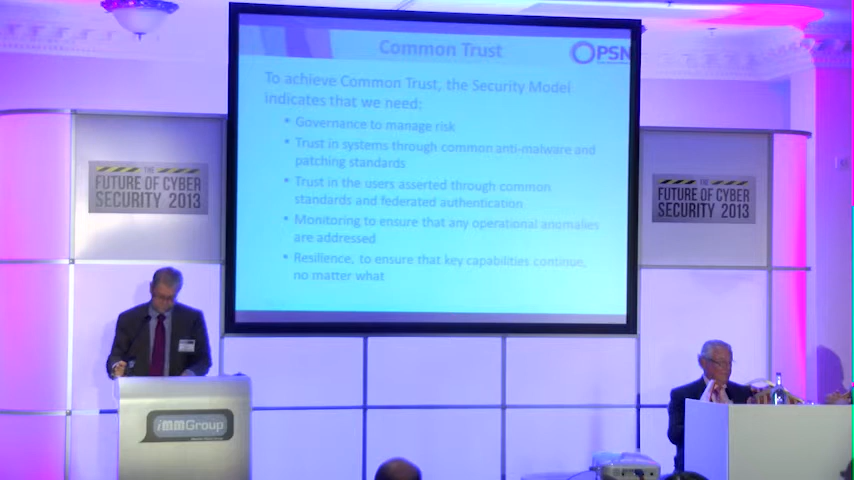 Common Trust
PSN
To achieve Common Trust, the Security Model
indicates that we need:
• Governance to manage risk
• Trust in systems through common anti-malware and
patching standards
• Trust in the users asserted through common
standards and federated authentication
• Monitoring to ensure that any operational anomalies
are addressed
• Resilience, to ensure that key capabilities continue,
no matter what
THE
FUTURE OF CYBER
SECURITY 2013
THE
FUTURE OF CYBER
SECURITY 2013
iMMGroup